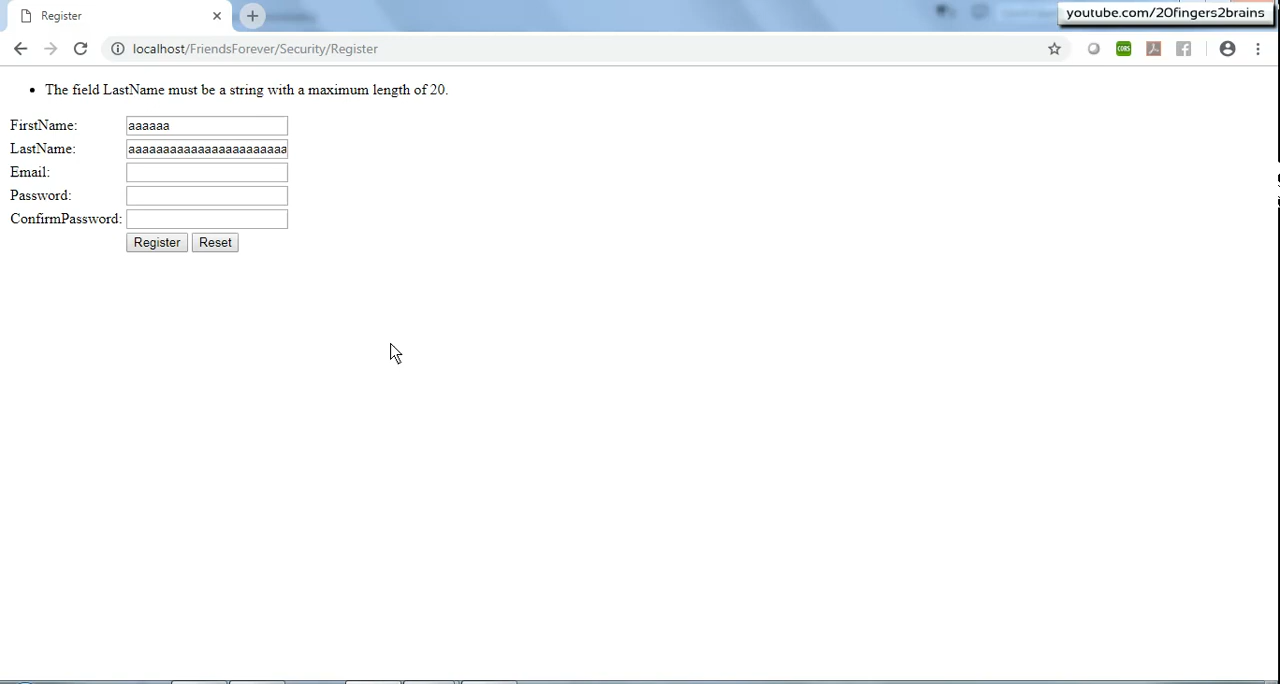 Register
youtube.com/20fingers2brains
localhost/FriendsForever/Security/Register
CORS
• The field LastName must be a string with a maximum length of 20.
FirstName: aaaaaa
LastName: aaaaaaaaaaaaaaaaaaaaaaa
Email:
Password:
ConfirmPassword:
Register Reset